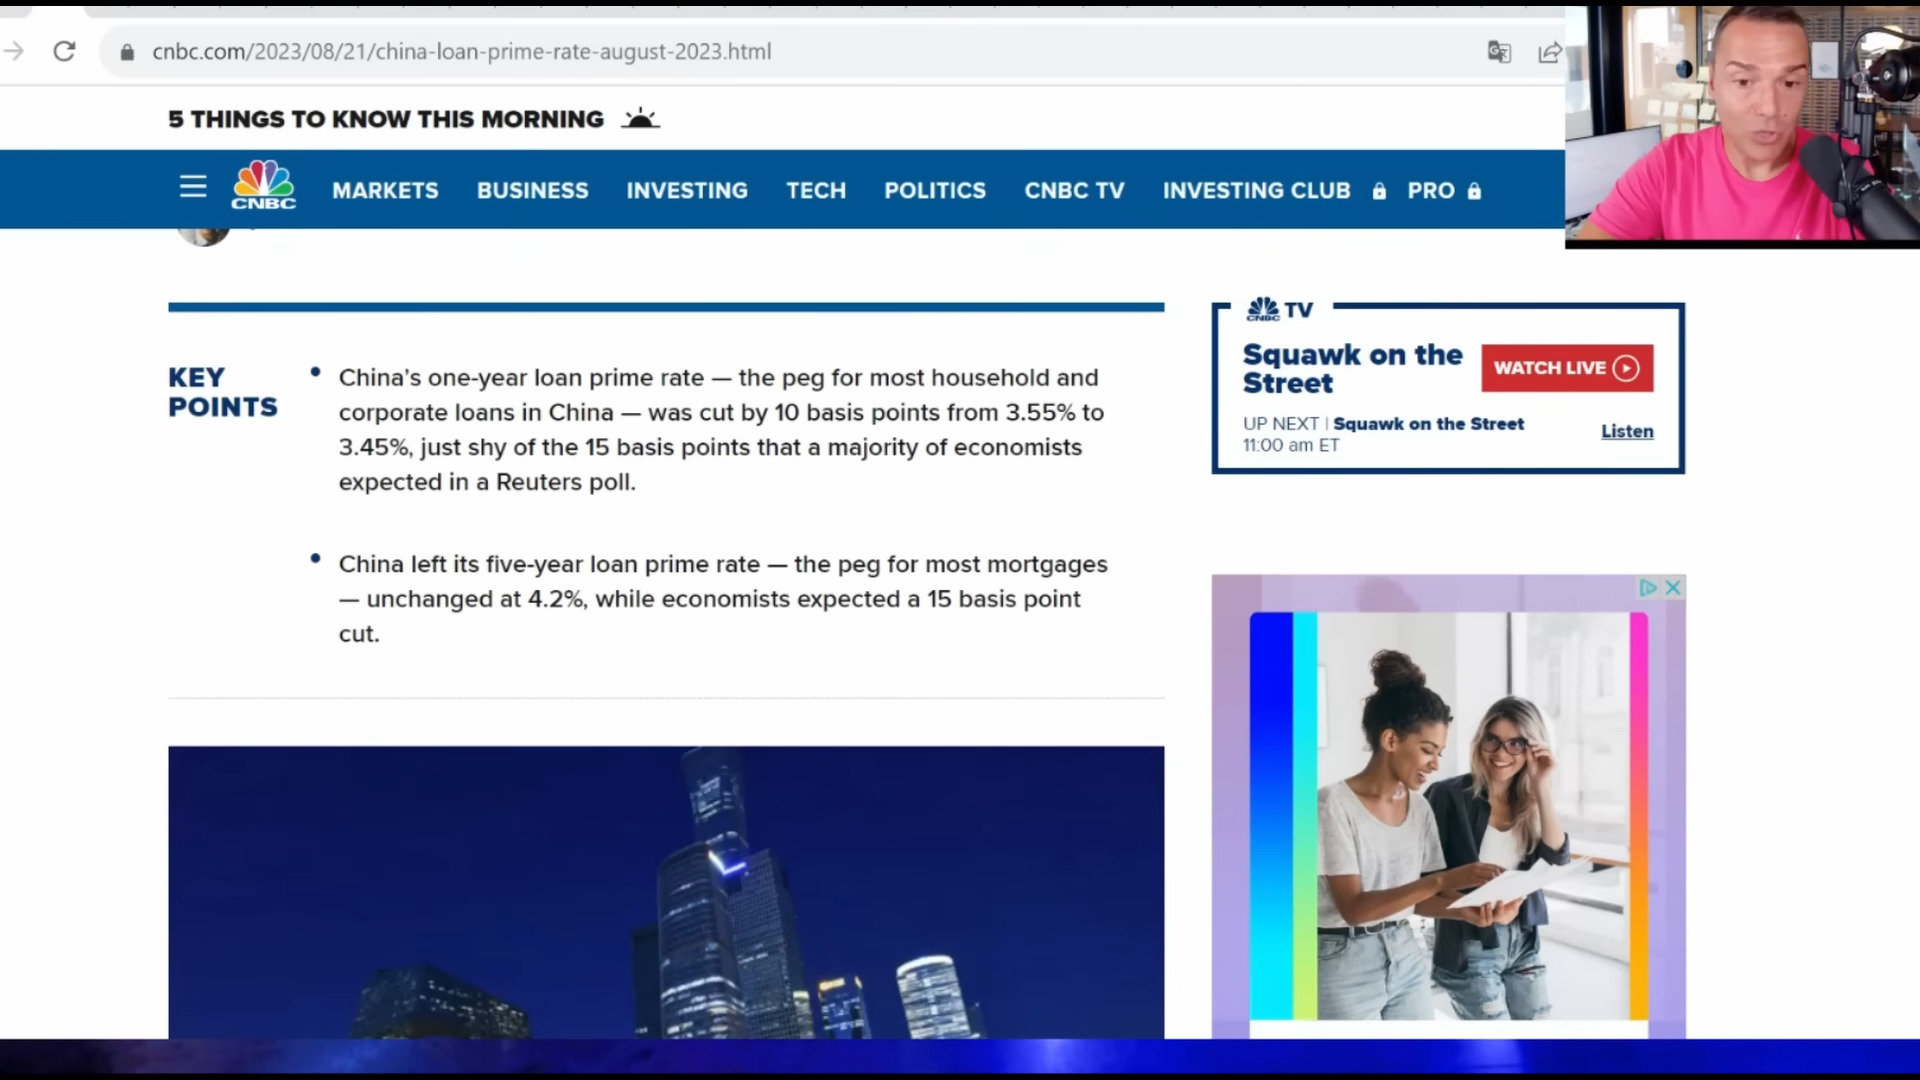 cnbc.com/2023/08/21/china-loan-prime-rate-august-2023.html
5 THINGS TO KNOW THIS MORNING
CNBC MARKETS BUSINESS INVESTING TECH POLITICS CNBC TV INVESTING CLUB PRO
KEY
POINTS
China’s one-year loan prime rate — the peg for most household and
corporate loans in China — was cut by 10 basis points from 3.55% to
3.45%, just shy of the 15 basis points that a majority of economists
expected in a Reuters poll.
China left its five-year loan prime rate — the peg for most mortgages
— unchanged at 4.2%, while economists expected a 15 basis point
cut.
CNBC TV
Squawk on the
Street
WATCH LIVE
UP NEXT | Squawk on the Street
11:00 am ET
Listen